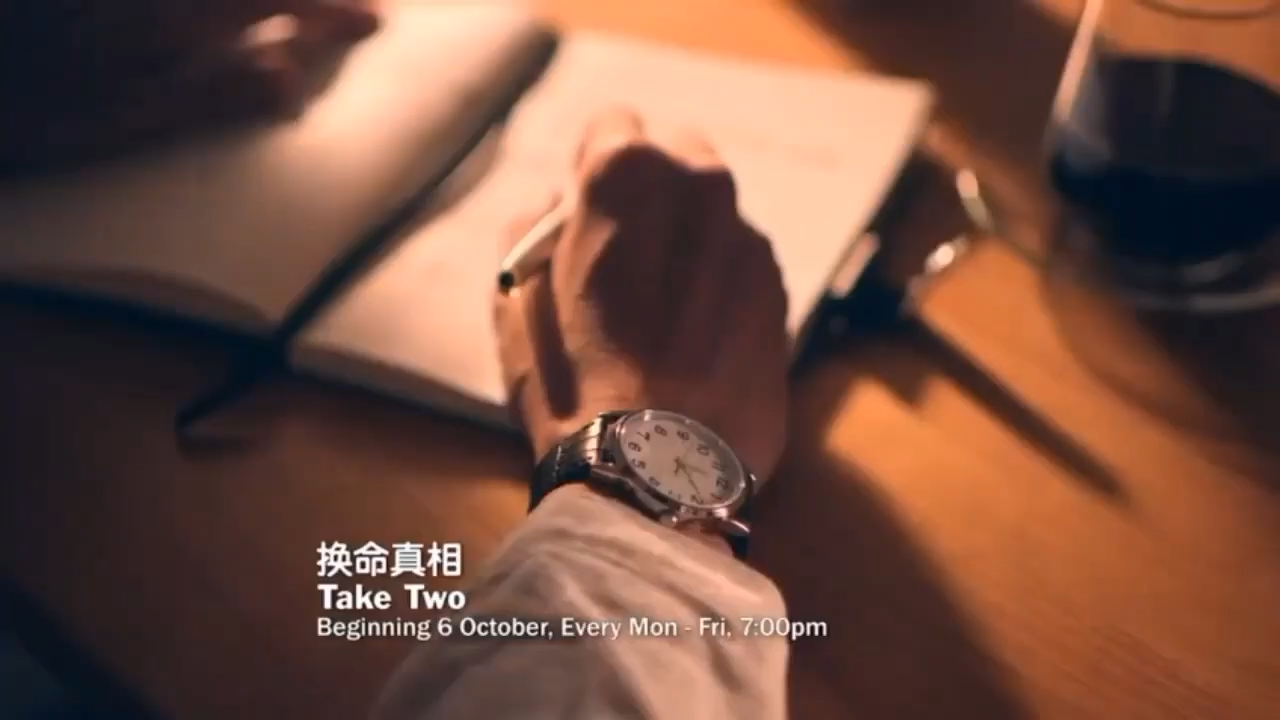 换命真相
Take Two
Beginning 6 October, Every Mon - Fri, 7:00pm